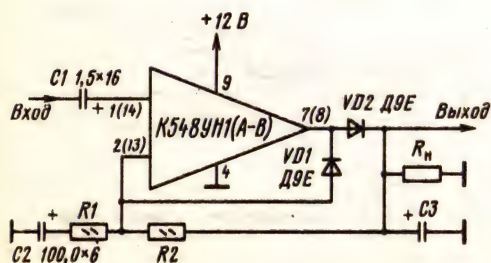 +12 В
C1 1,5×16
Вход
+ 1(14)
9
7(8)
VD2 Д9Е
Выход
К548УН1(А-В)
2(13)
4
VD1
Д9Е
Rн
+
R1
R2
+
C3
C2 100,0×6